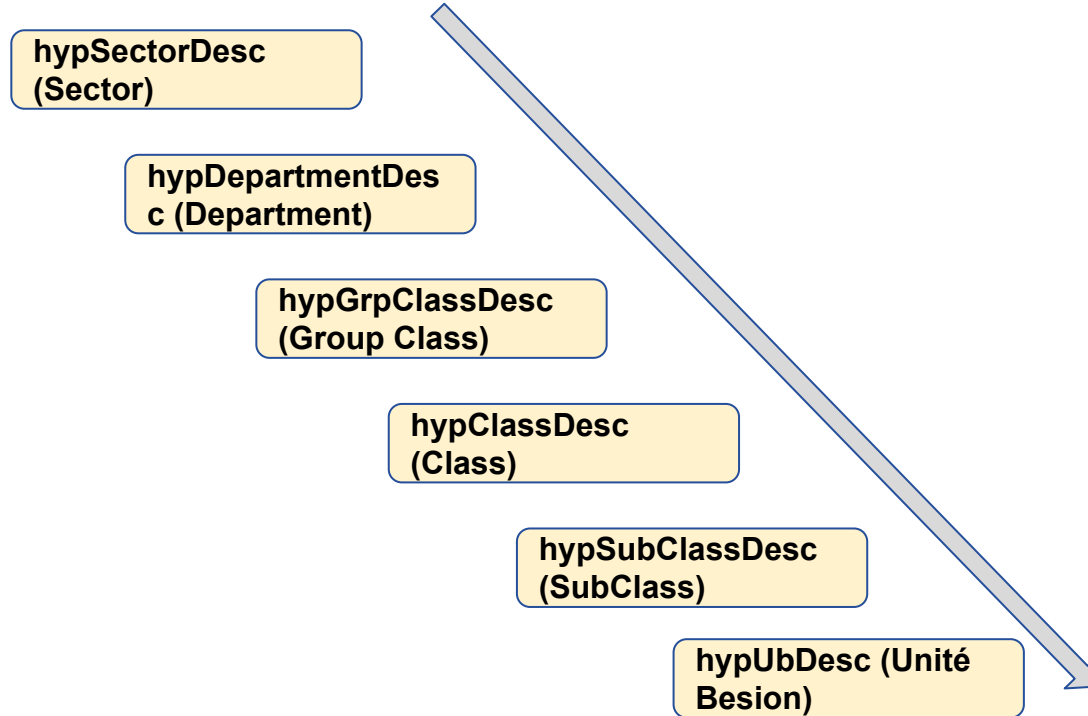 hypSectorDesc
(Sector)
hypDepartmentDes
c (Department)
hypGrpClassDesc
(Group Class)
hypClassDesc
(Class)
hypSubClassDesc
(SubClass)
hypUbDesc (Unité
Besion)